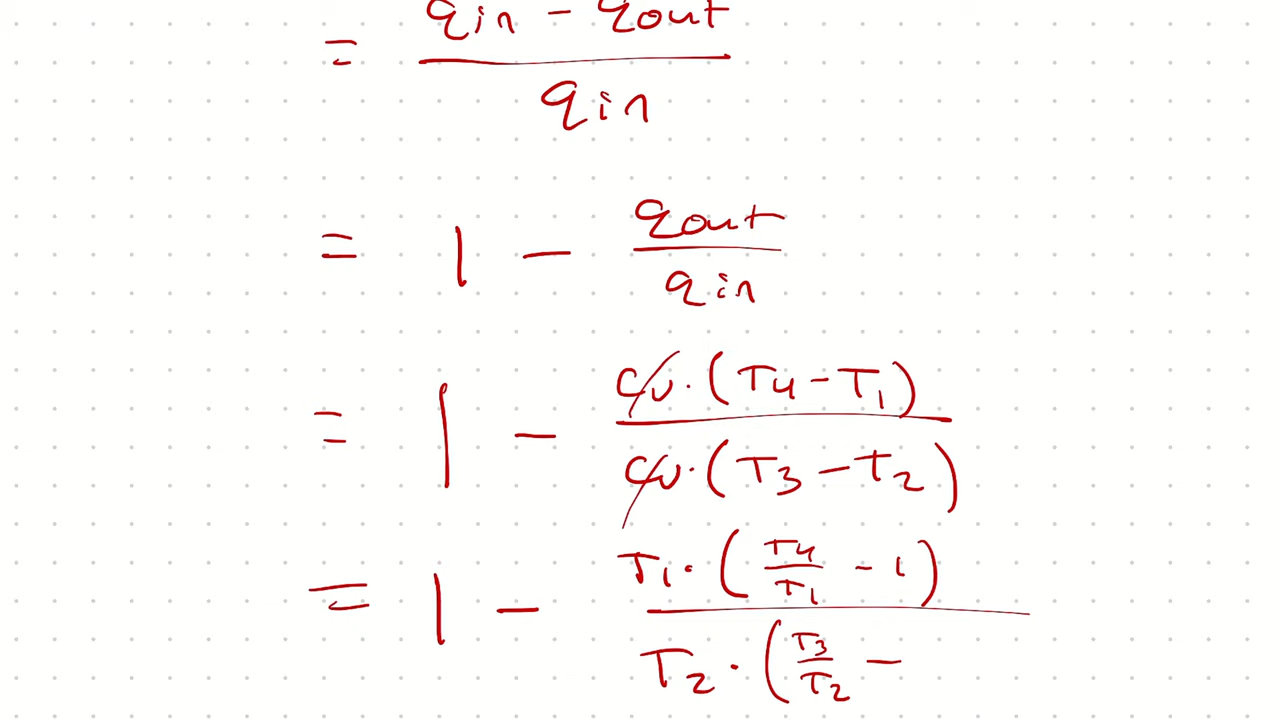 = (qin - qout) / qin
= 1 - qout / qin
= 1 - cv · (T4 - T1) / cv · (T3 - T2)
= 1 - T1 · (T4/T1 - 1) / T2 · (T3/T2 -